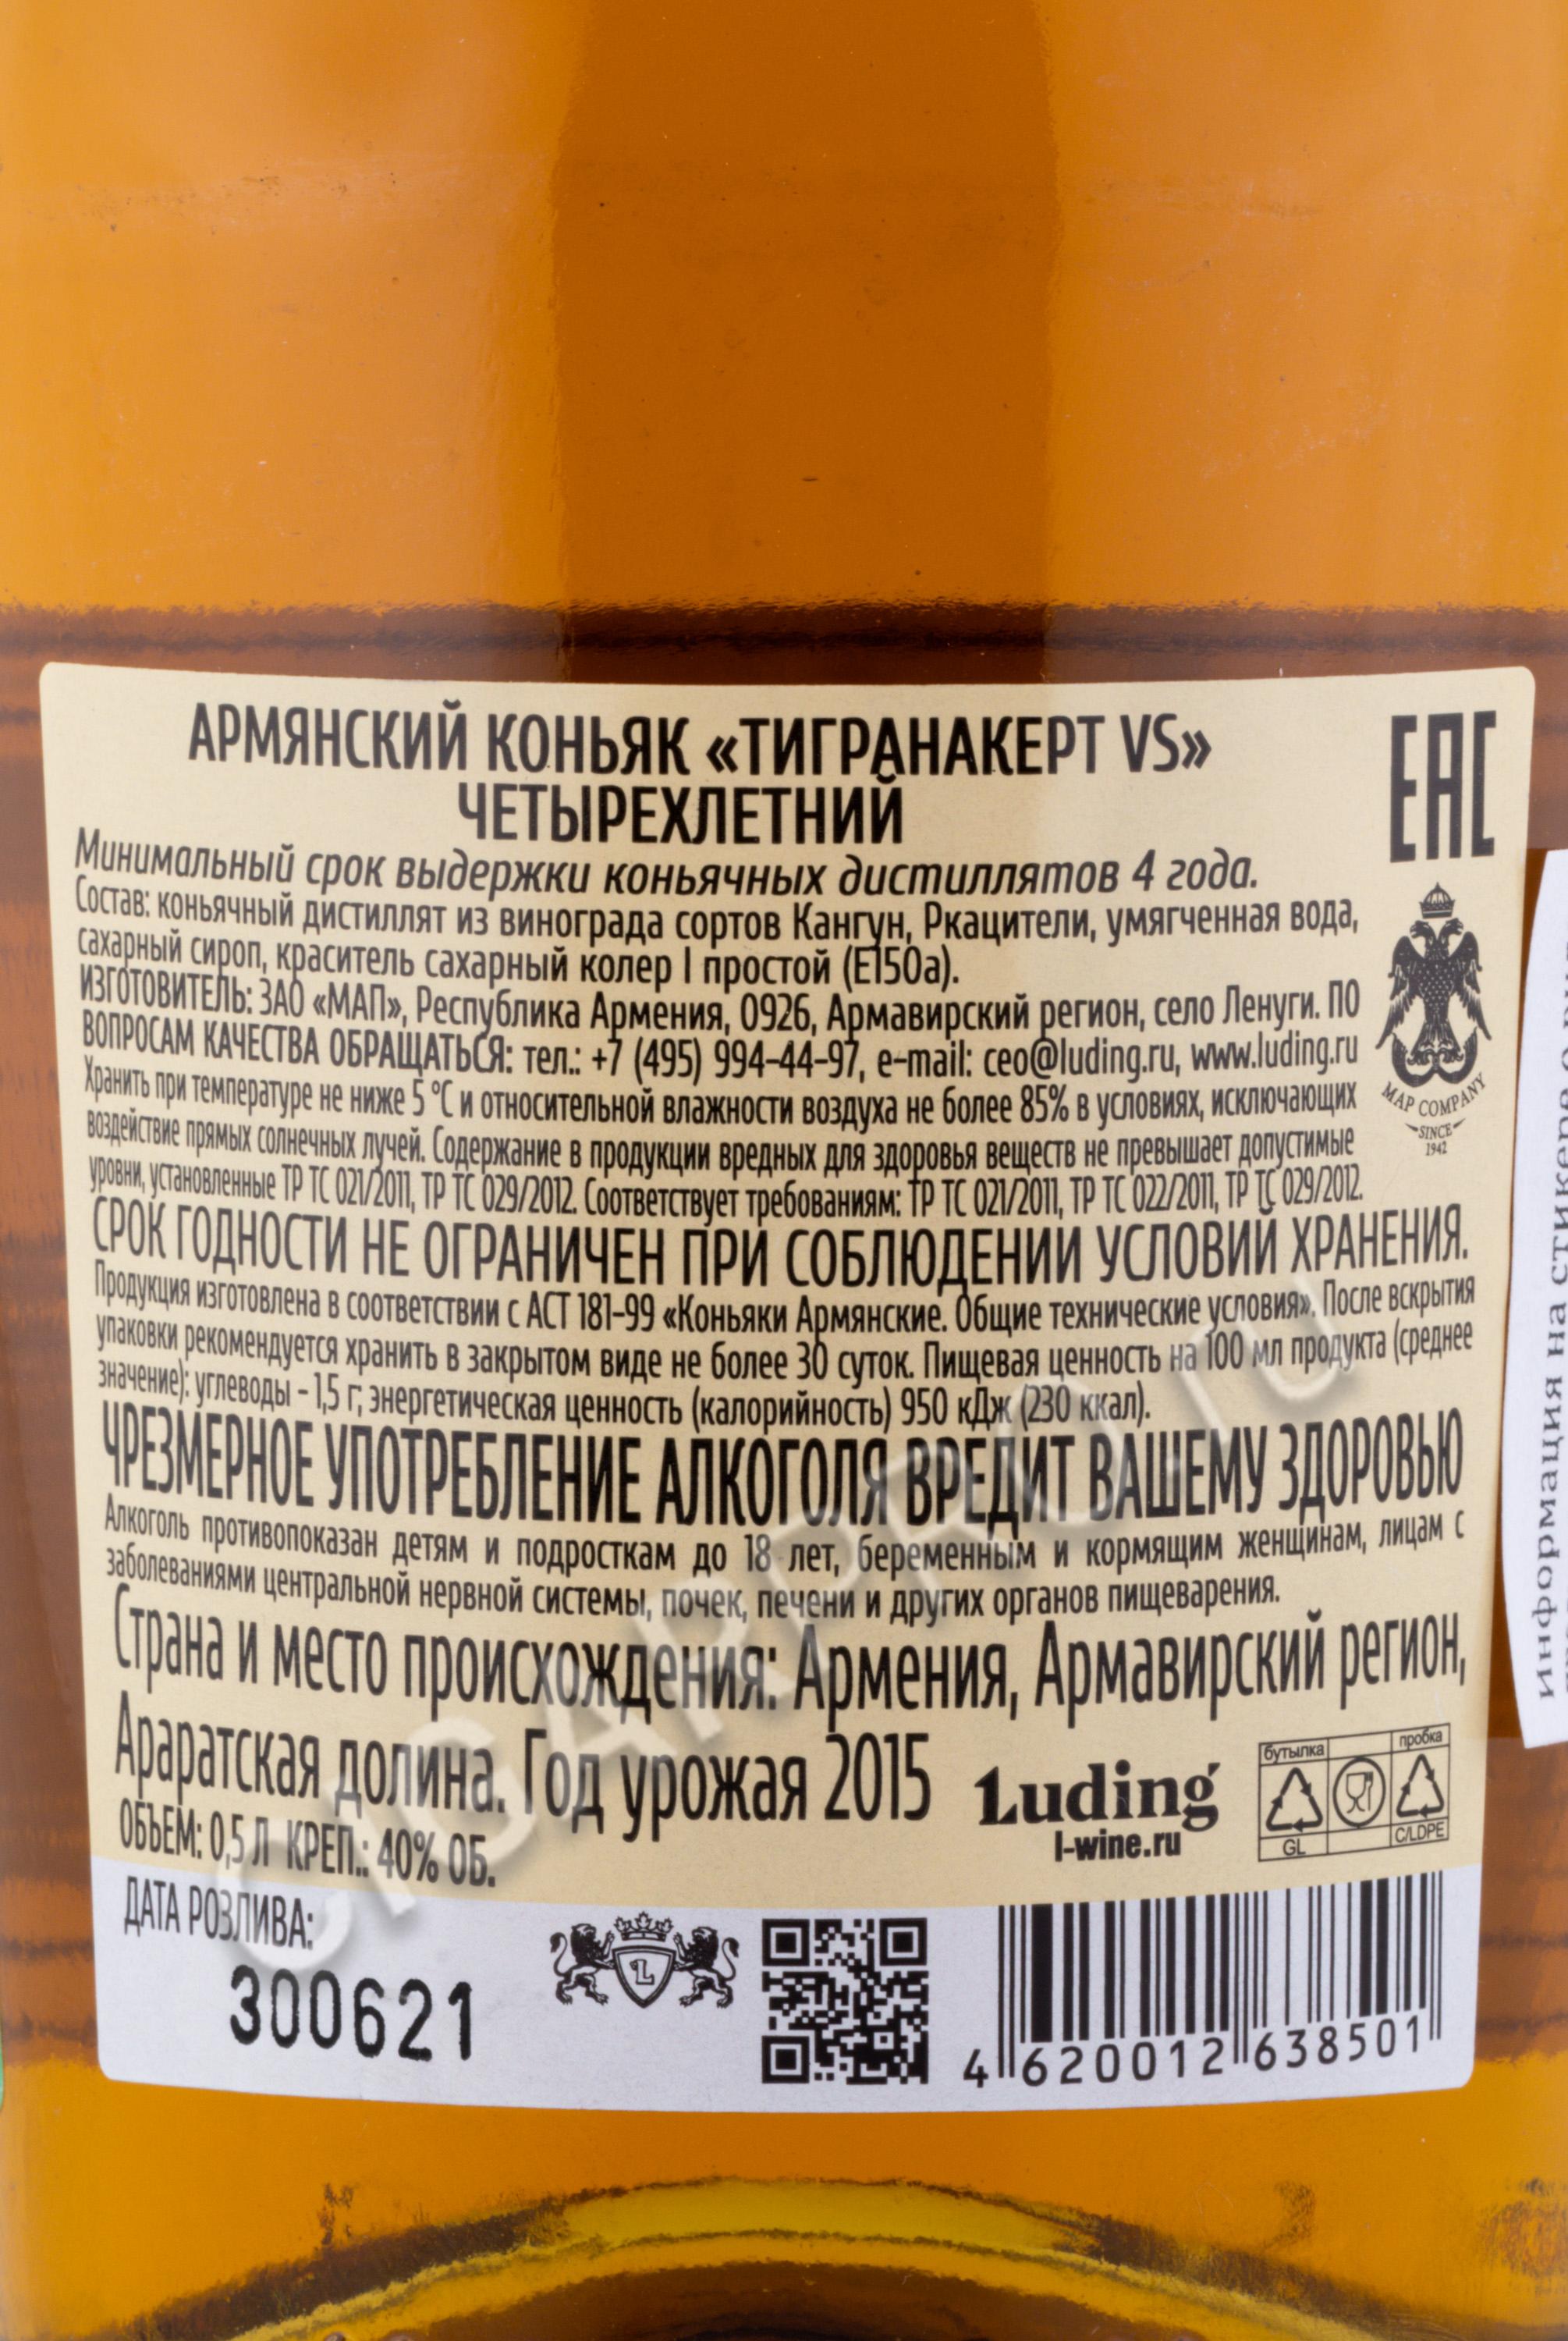 АРМЯНСКИЙ КОНЬЯК «ТИГРАНАКЕРТ VS»
ЧЕТЫРЕХЛЕТНИЙ
Минимальный срок выдержки коньячных дистиллятов 4 года.
Состав: коньячный дистиллят из винограда сортов Кангун, Ркацители, умягченная вода,
сахарный сироп, краситель сахарный колер I простой (E150a).
ИЗГОТОВИТЕЛЬ: ЗАО «МАП», Республика Армения, 0926, Армавирский регион, село Ленуги. ПО
ВОПРОСАМ КАЧЕСТВА ОБРАЩАТЬСЯ: тел.: +7 (495) 994-44-97, e-mail: ceo@luding.ru, www.luding.ru
Хранить при температуре не ниже 5 °С и относительной влажности воздуха не более 85% в условиях, исключающих
воздействие прямых солнечных лучей. Содержание в продукции вредных для здоровья веществ не превышает допустимые
уровни, установленные ТР ТС 021/2011, ТР ТС 029/2012. Соответствует требованиям: ТР ТС 021/2011, ТР ТС 022/2011, ТР ТС 029/2012.
СРОК ГОДНОСТИ НЕ ОГРАНИЧЕН ПРИ СОБЛЮДЕНИИ УСЛОВИЙ ХРАНЕНИЯ.
Продукция изготовлена в соответствии с АСТ 181-99 «Коньяки Армянские. Общие технические условия». После вскрытия
упаковки рекомендуется хранить в закрытом виде не более 30 суток. Пищевая ценность на 100 мл продукта (среднее
значение): углеводы – 1,5 г; энергетическая ценность (калорийность) 950 кДж (230 ккал).
ЧРЕЗМЕРНОЕ УПОТРЕБЛЕНИЕ АЛКОГОЛЯ ВРЕДИТ ВАШЕМУ ЗДОРОВЬЮ
Алкоголь противопоказан детям и подросткам до 18 лет, беременным и кормящим женщинам, лицам с
заболеваниями центральной нервной системы, почек, печени и других органов пищеварения.
Страна и место происхождения: Армения, Армавирский регион,
Араратская долина. Год урожая 2015
ОБЪЕМ: 0,5 Л КРЕП.: 40% ОБ.
ДАТА РОЗЛИВА:
300621
EAC
MAP COMPANY
SINCE
1942
Luding
l-wine.ru
бутылка пробка
GL C/LDPE
L
4 620012 638501
CIGARPRO.ru
информация на стикере